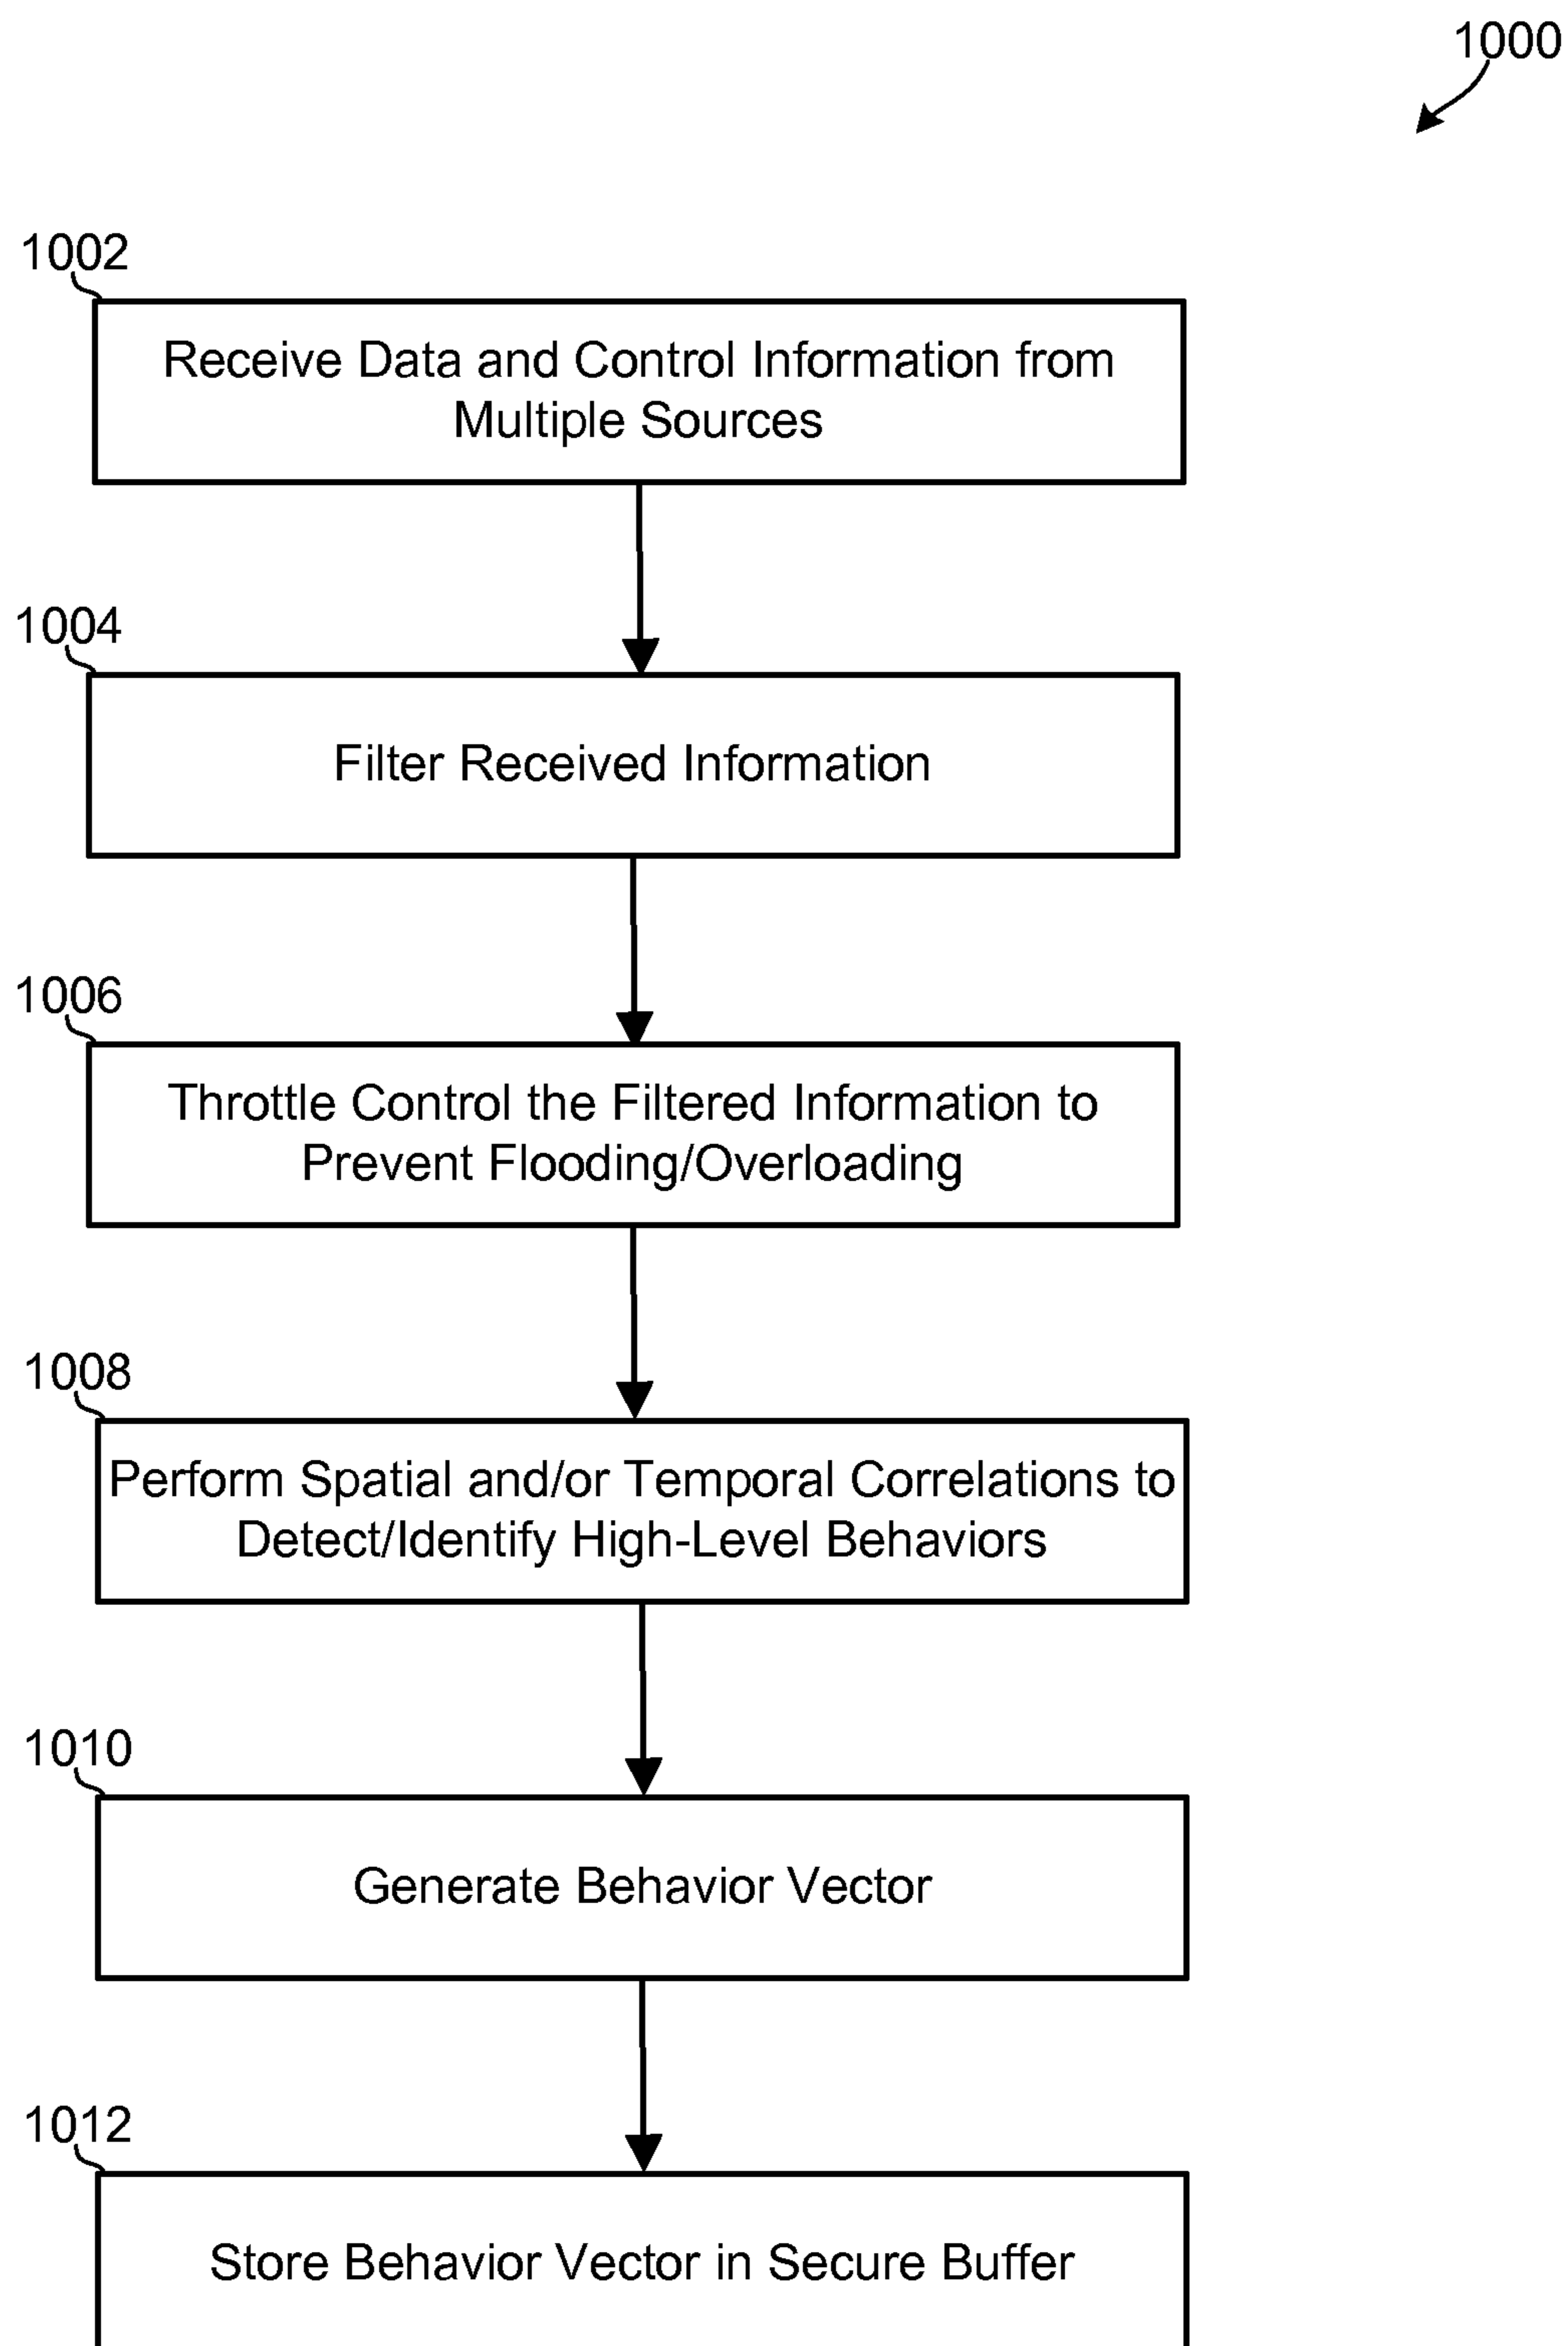 1000
1002
Receive Data and Control Information from
Multiple Sources
1004
Filter Received Information
1006
Throttle Control the Filtered Information to
Prevent Flooding/Overloading
1008
Perform Spatial and/or Temporal Correlations to
Detect/Identify High-Level Behaviors
1010
Generate Behavior Vector
1012
Store Behavior Vector in Secure Buffer